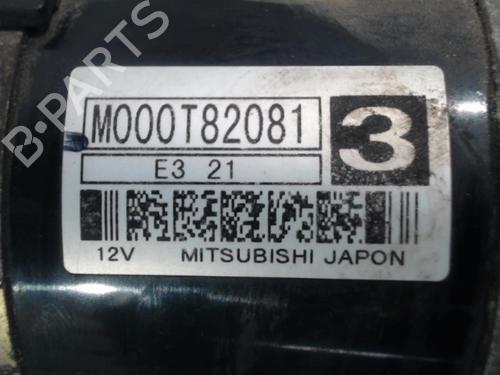 M000T82081
3
E3 21
12V MITSUBISHI JAPON
B-PARTS